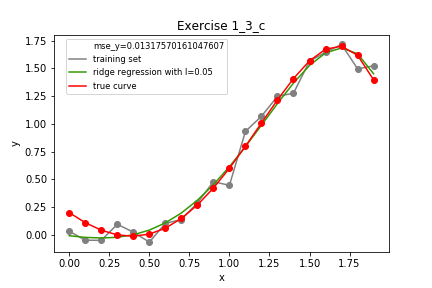 Exercise 1_3_c
mse_y=0.01317570161047607
training set
ridge regression with l=0.05
true curve
y
1.75
1.50
1.25
1.00
0.75
0.50
0.25
0.00
0.00 0.25 0.50 0.75 1.00 1.25 1.50 1.75
x